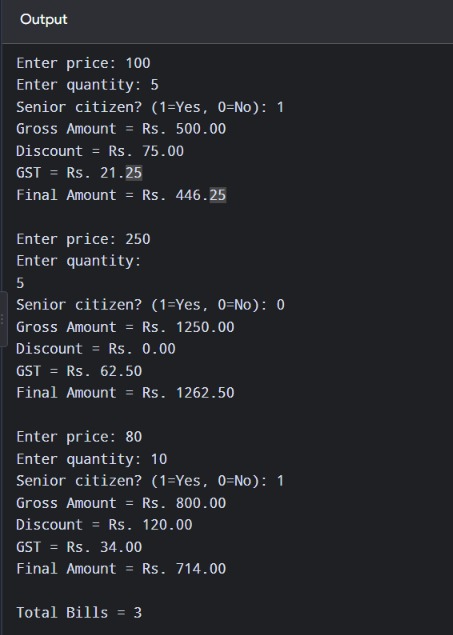 Output
Enter price: 100
Enter quantity: 5
Senior citizen? (1=Yes, 0=No): 1
Gross Amount = Rs. 500.00
Discount = Rs. 75.00
GST = Rs. 21.25
Final Amount = Rs. 446.25
Enter price: 250
Enter quantity:
5
Senior citizen? (1=Yes, 0=No): 0
Gross Amount = Rs. 1250.00
Discount = Rs. 0.00
GST = Rs. 62.50
Final Amount = Rs. 1262.50
Enter price: 80
Enter quantity: 10
Senior citizen? (1=Yes, 0=No): 1
Gross Amount = Rs. 800.00
Discount = Rs. 120.00
GST = Rs. 34.00
Final Amount = Rs. 714.00
Total Bills = 3